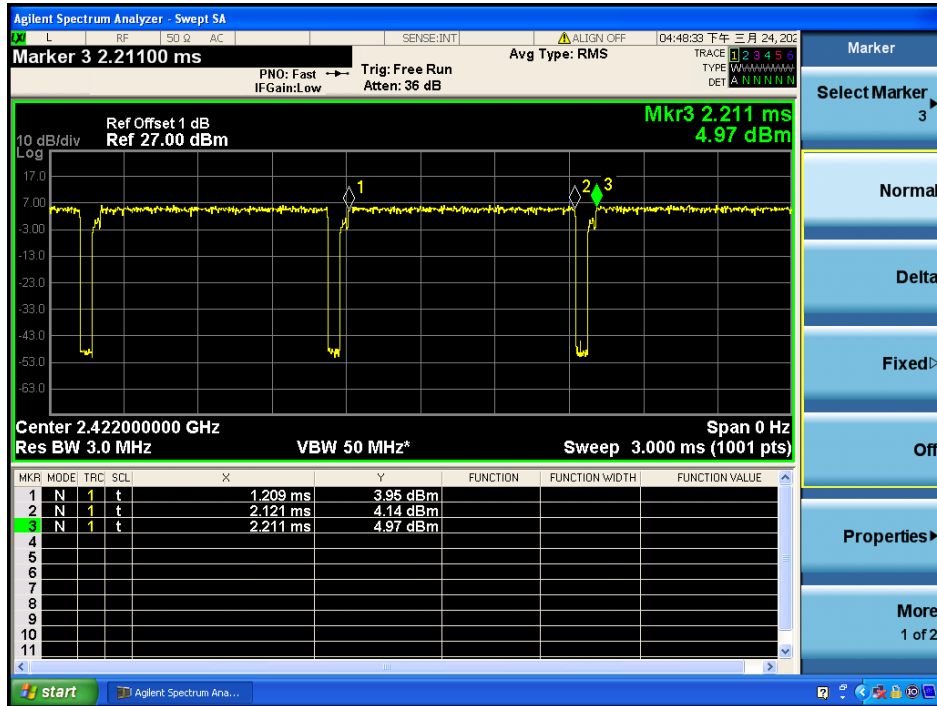 Agilent Spectrum Analyzer - Swept SA
LXI L RF 50 Ω AC SENSE:INT ALIGN OFF 04:48:33 下午 三月 24, 202
Marker 3 2.21100 ms
PNO: Fast
IFGain:Low
Trig: Free Run
Atten: 36 dB
Avg Type: RMS
TRACE 1 2 3 4 5 6
TYPE WWWWWW
DET A N N N N N
Mkr3 2.211 ms
4.97 dBm
10 dB/div
Log
Ref Offset 1 dB
Ref 27.00 dBm
17.0
7.00
-3.00
-13.0
-23.0
-33.0
-43.0
-53.0
-63.0
1
2
3
Center 2.422000000 GHz
Span 0 Hz
Res BW 3.0 MHz
VBW 50 MHz*
Sweep 3.000 ms (1001 pts)
MKR MODE TRC SCL X Y FUNCTION FUNCTION WIDTH FUNCTION VALUE
1 N 1 t 1.209 ms 3.95 dBm
2 N 1 t 2.121 ms 4.14 dBm
3 N 1 t 2.211 ms 4.97 dBm
4
5
6
7
8
9
10
11
Marker
Select Marker
3
Normal
Delta
Fixed
Off
Properties
More
1 of 2
start
Agilent Spectrum Ana...